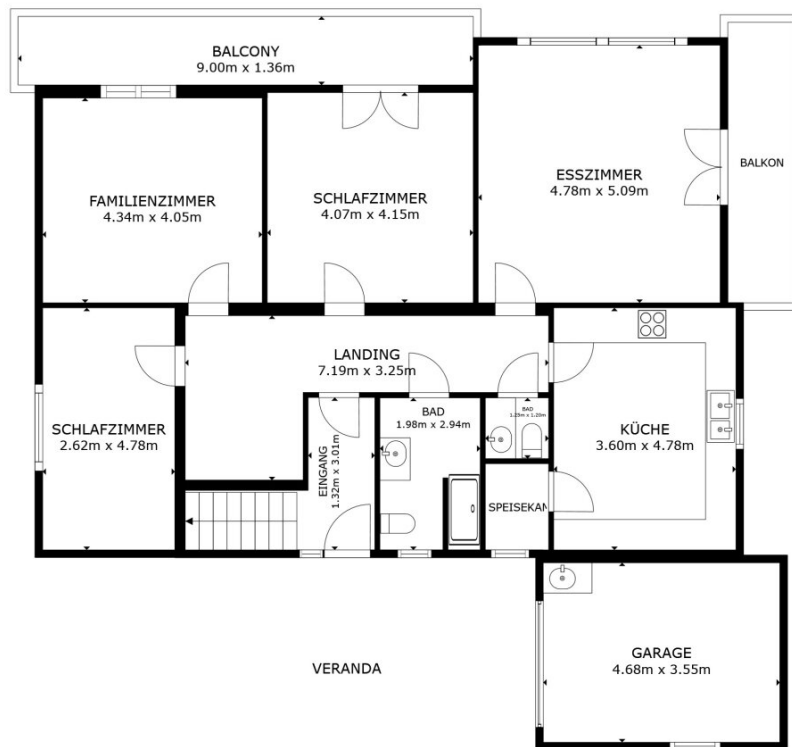 BALCONY
9.00m x 1.36m
FAMILIENZIMMER
4.34m x 4.05m
SCHLAFZIMMER
4.07m x 4.15m
ESSZIMMER
4.78m x 5.09m
BALKON
LANDING
7.19m x 3.25m
SCHLAFZIMMER
2.62m x 4.78m
EINGANG
1.32m x 3.01m
BAD
1.98m x 2.94m
BAD
KÜCHE
3.60m x 4.78m
SPEISEKAN
VERANDA
GARAGE
4.68m x 3.55m